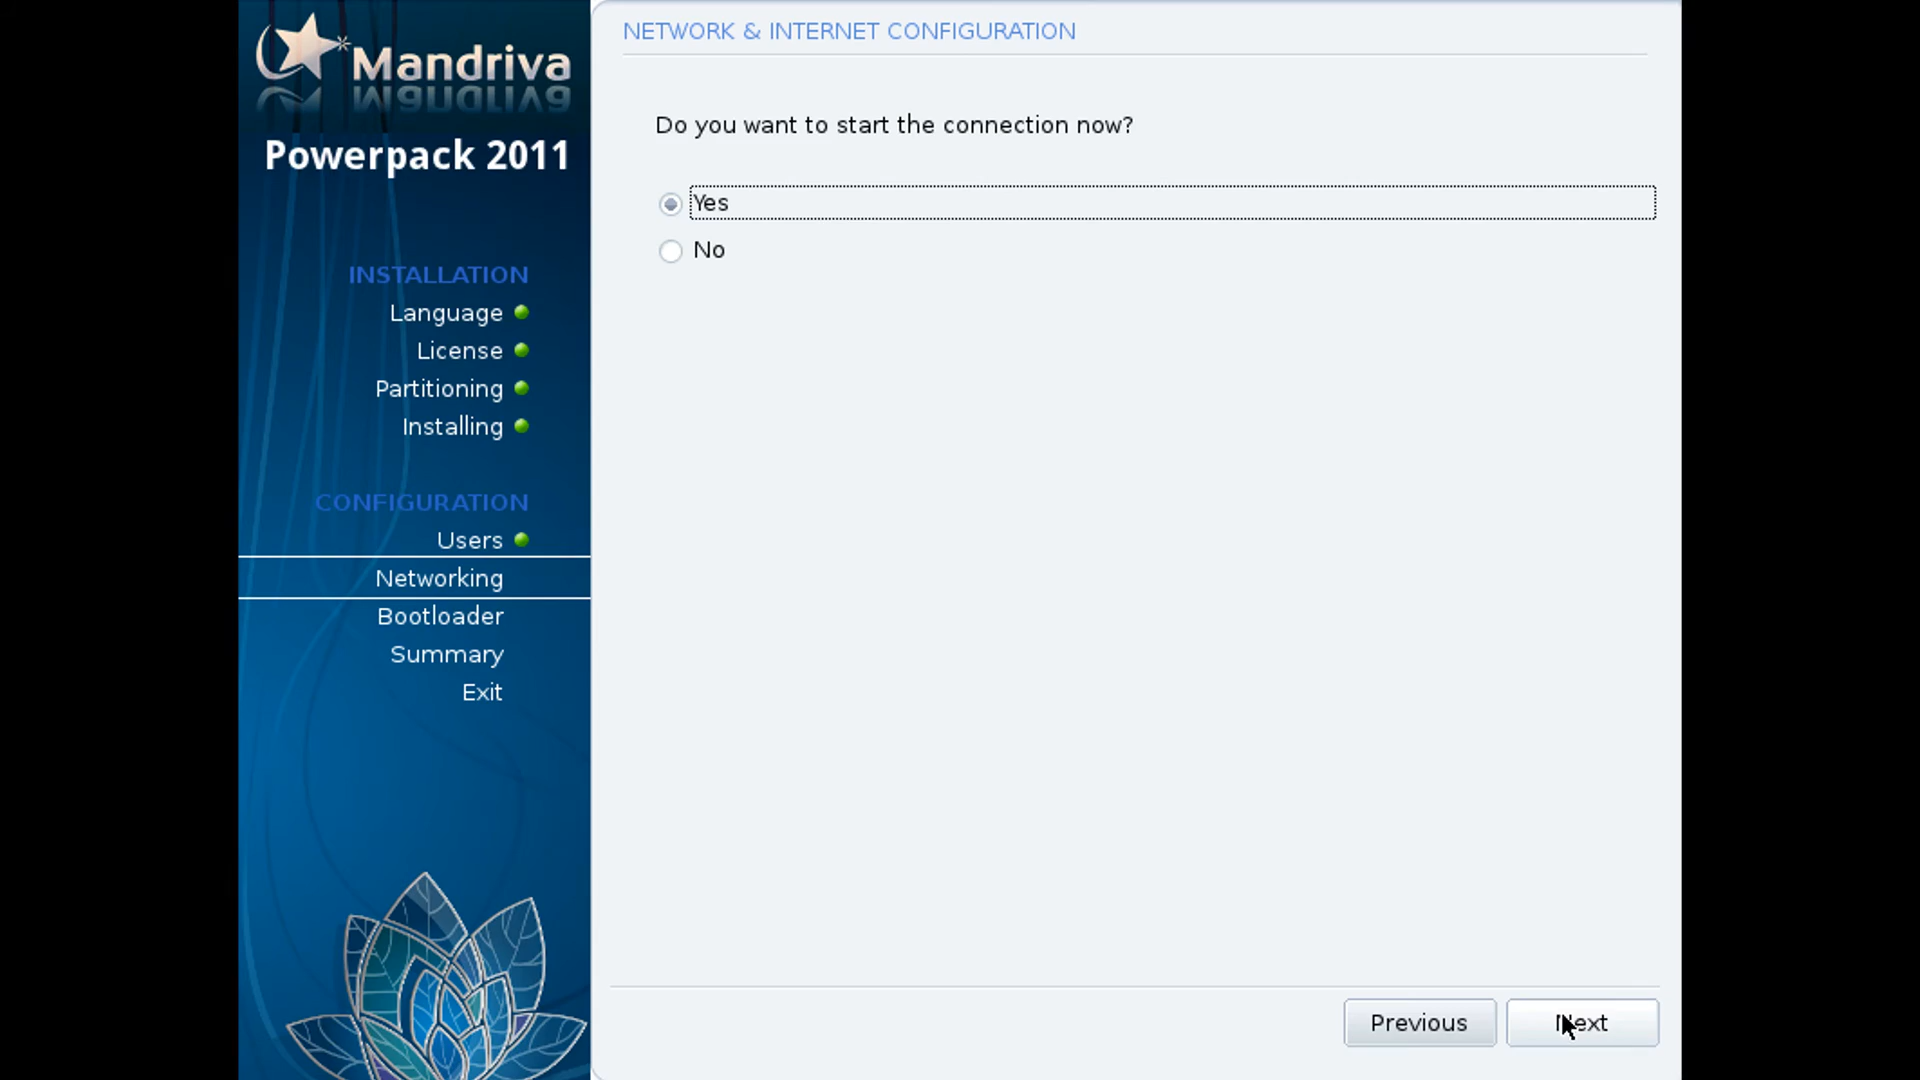 Mandriva
Powerpack 2011
INSTALLATION
Language
License
Partitioning
Installing
CONFIGURATION
Users
Networking
Bootloader
Summary
Exit
NETWORK & INTERNET CONFIGURATION
Do you want to start the connection now?
Yes
No
Previous
Next